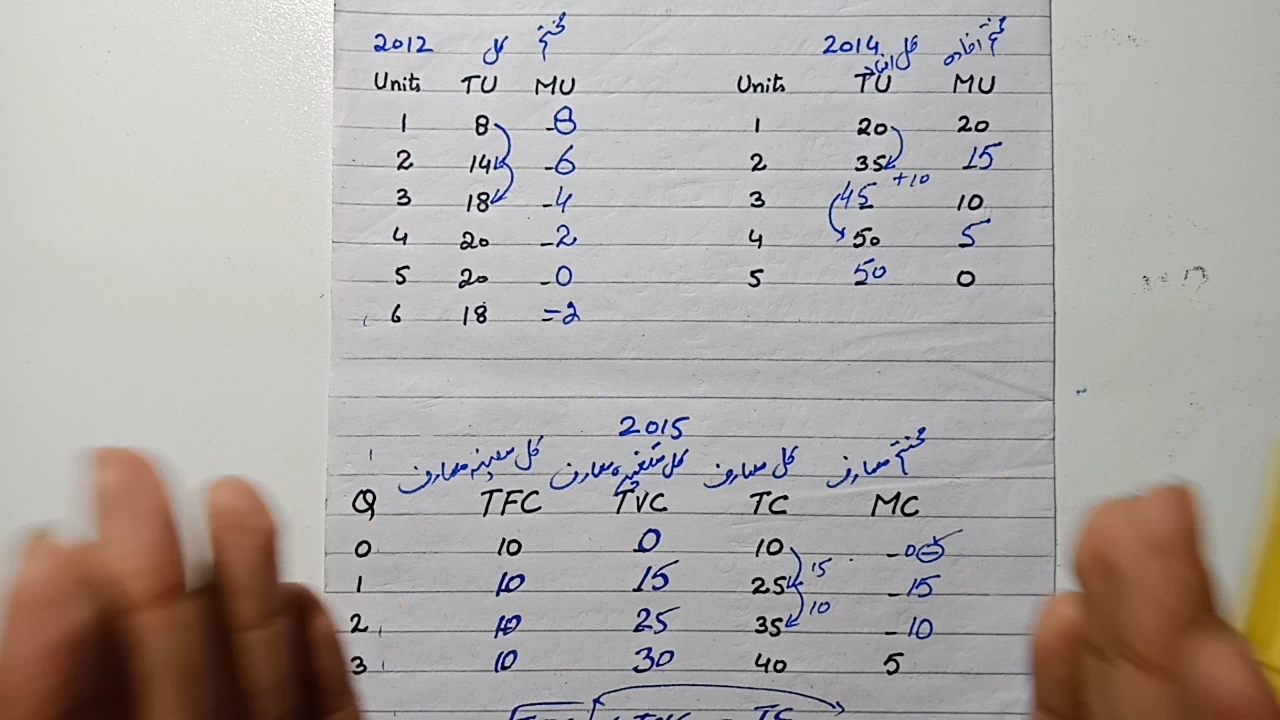 2012 کل مختتم
Units TU MU
1 8 -8
2 14 -6
3 18 -4
4 20 -2
5 20 -0
6 18 =2
2014 کل افادہ مختتم افادہ
Units TU MU
1 20 20
2 35 15
3 45 +10 10
4 50 5
5 50 0
2015
کل معینہ مصارف کل متغیرہ مصارف کل مصارف مختتم مصارف
Q TFC TVC TC MC
0 10 0 10 -0
1 10 15 25 15 -15
2 10 25 35 10 -10
3 10 30 40 5
TC